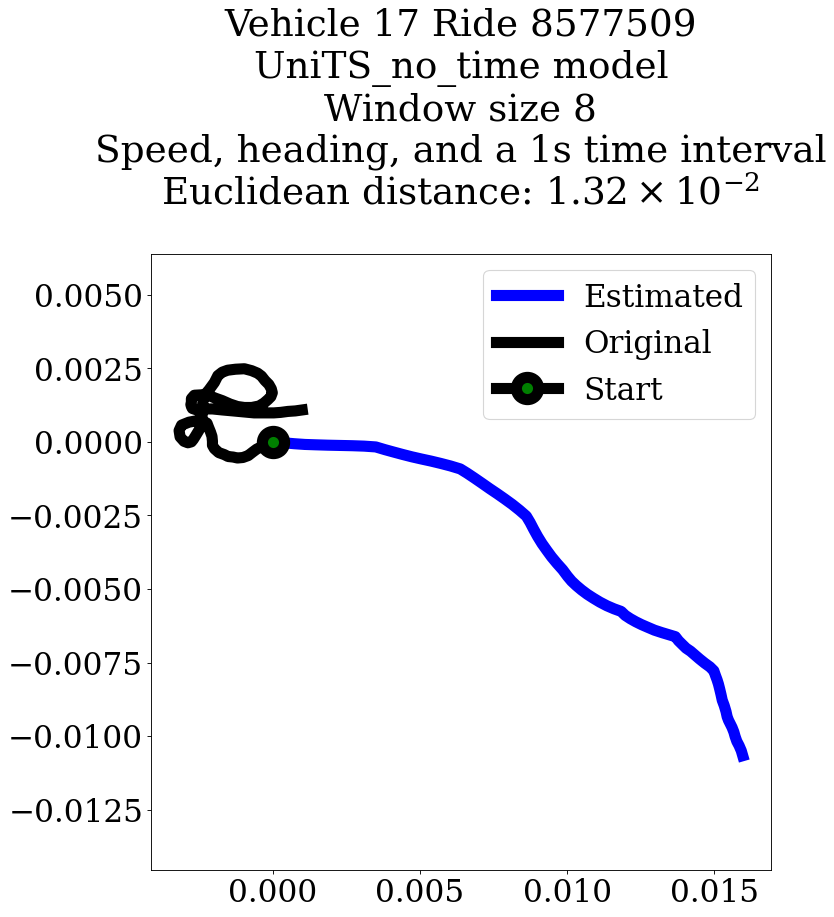 Vehicle 17 Ride 8577509
UniTS_no_time model
Window size 8
Speed, heading, and a 1s time interval
Euclidean distance: 1.32 × 10⁻²
Estimated
Original
Start
0.0050
0.0025
0.0000
−0.0025
−0.0050
−0.0075
−0.0100
−0.0125
0.000 0.005 0.010 0.015